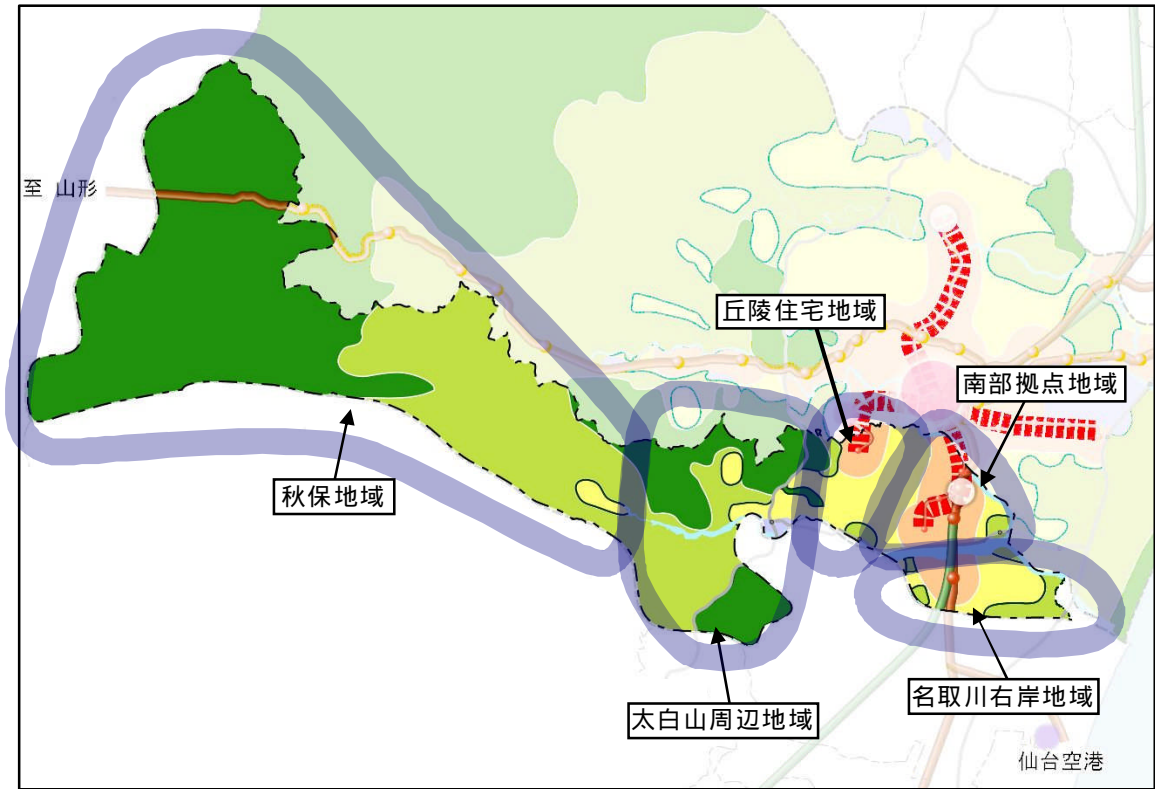 至 山形
丘陵住宅地域
南部拠点地域
秋保地域
名取川右岸地域
太白山周辺地域
仙台空港